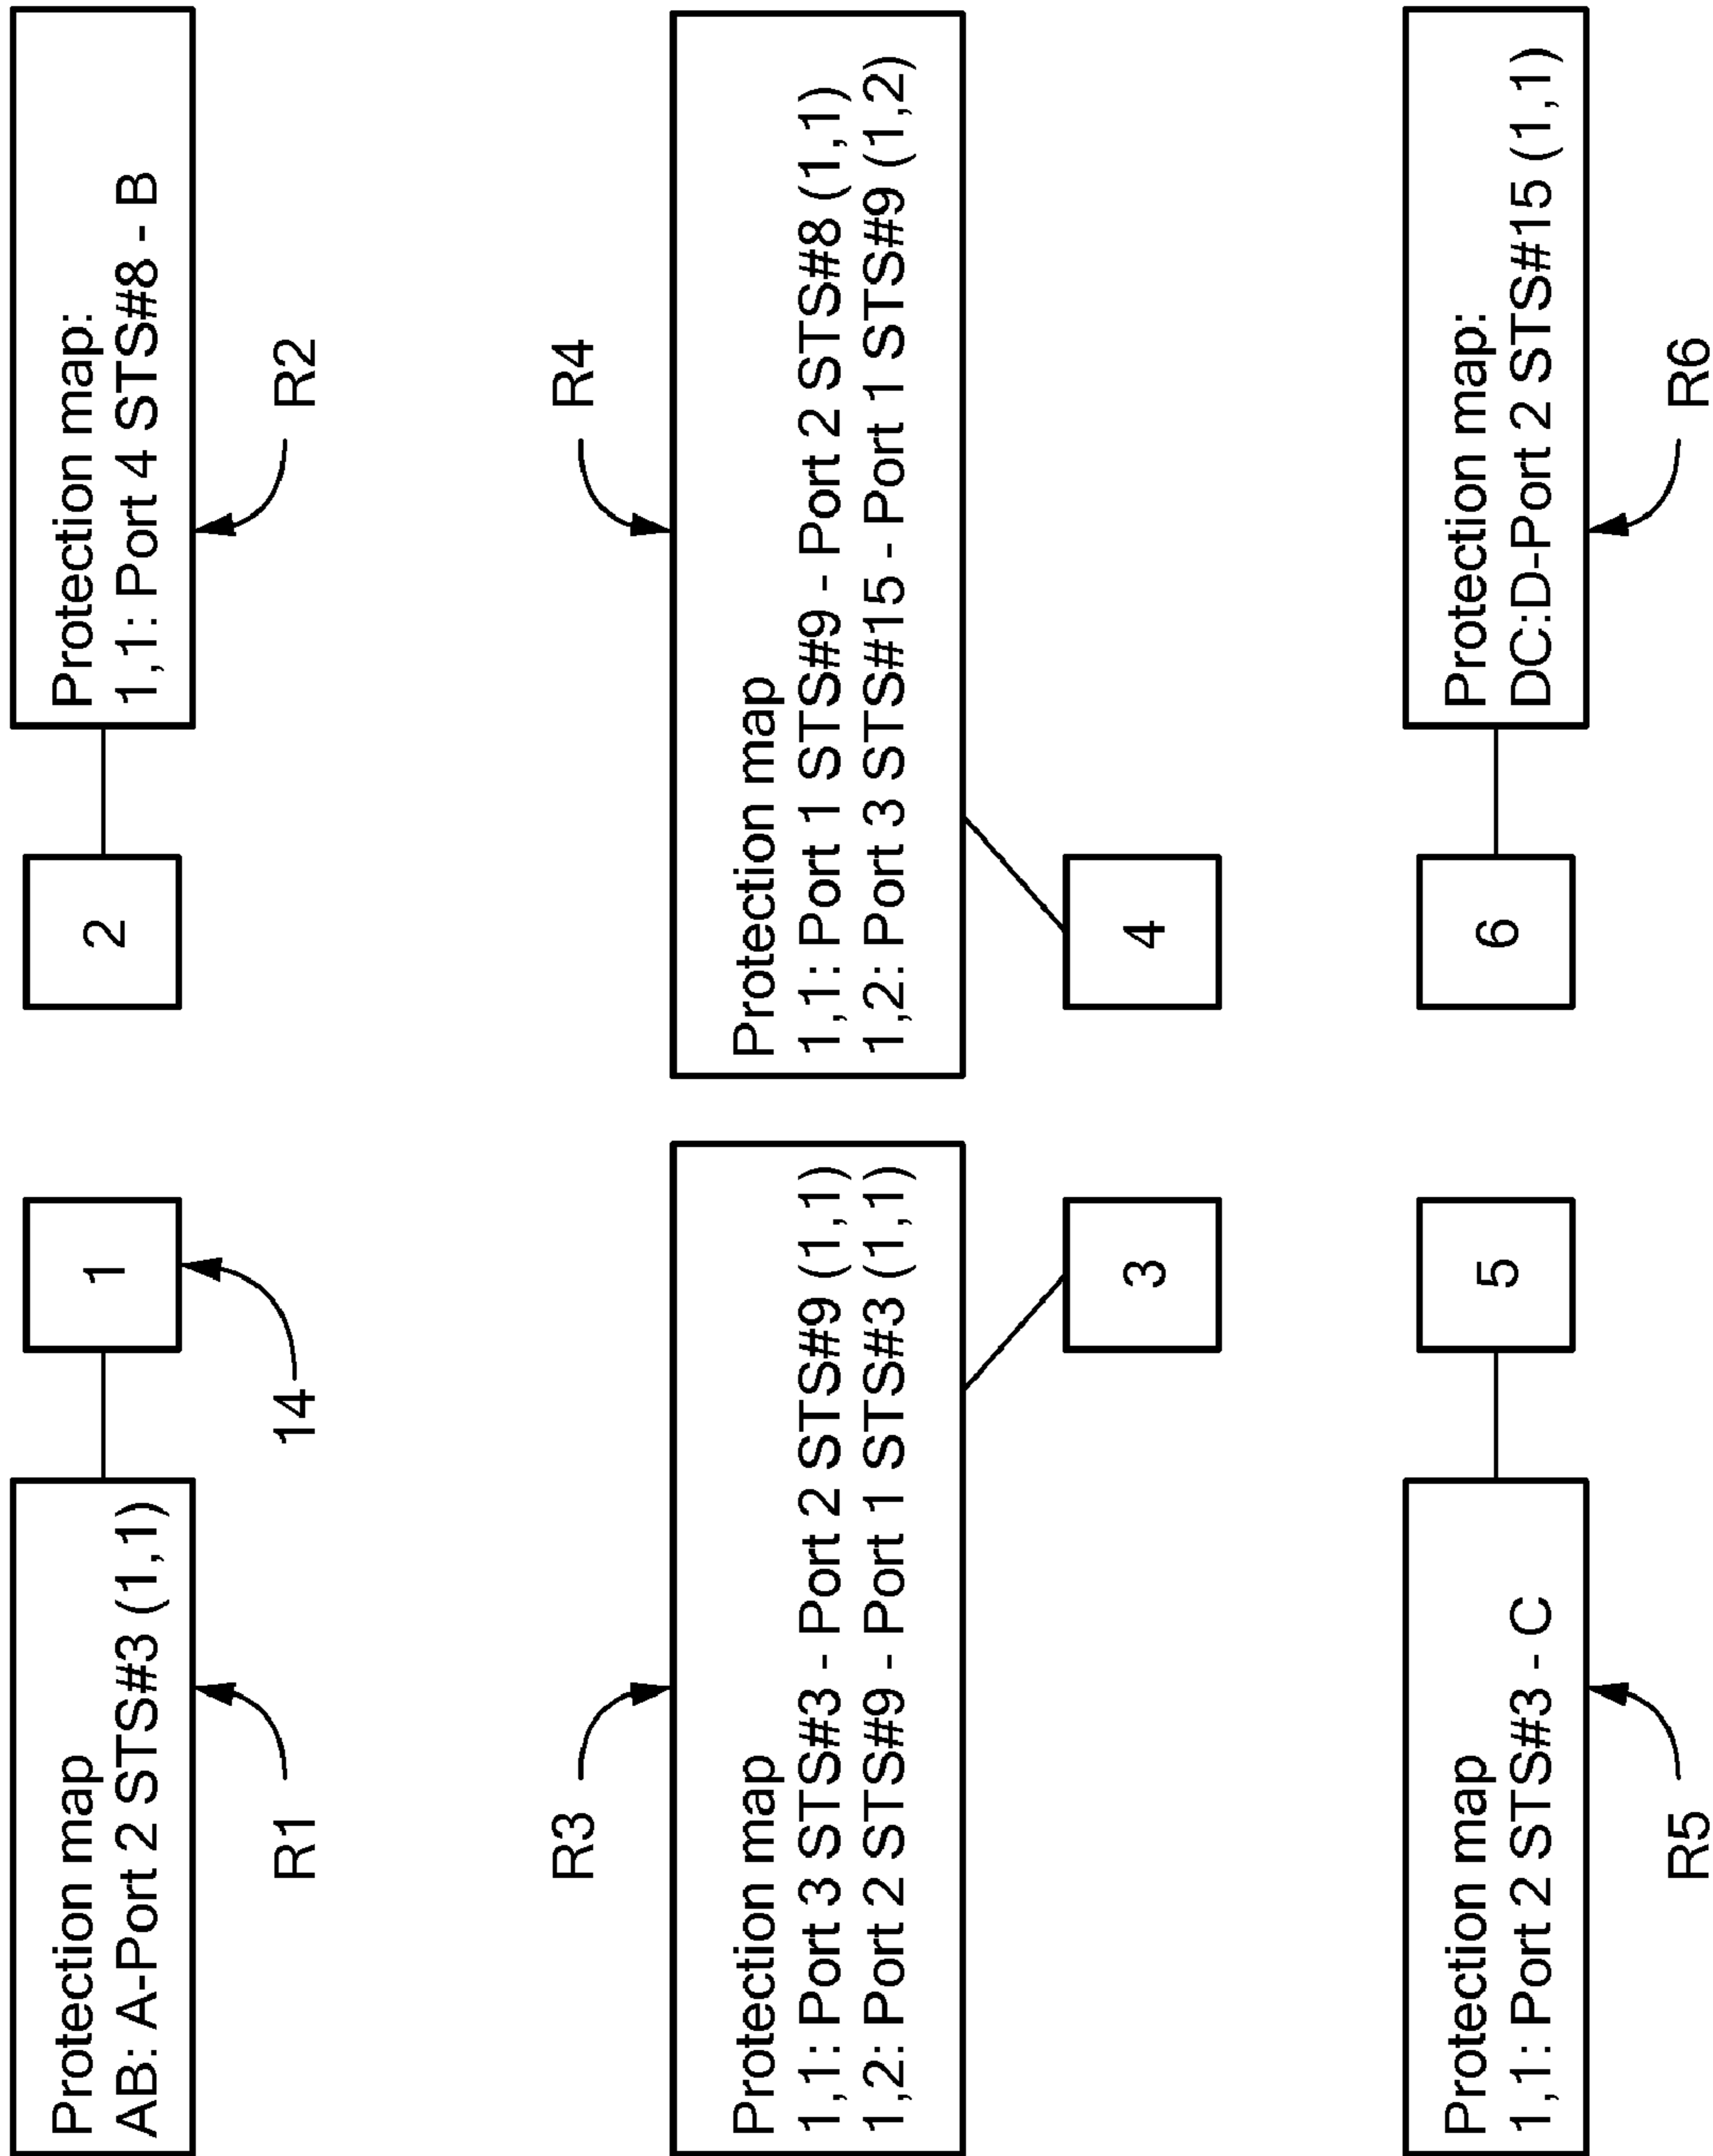 Protection map
AB: A-Port 2 STS#3 (1,1)
R1
1
14
2
Protection map:
1,1: Port 4 STS#8 - B
R2
R3
Protection map
1,1: Port 3 STS#3 - Port 2 STS#9 (1,1)
1,2: Port 2 STS#9 - Port 1 STS#3 (1,1)
3
R4
Protection map
1,1: Port 1 STS#9 - Port 2 STS#8 (1,1)
1,2: Port 3 STS#15 - Port 1 STS#9 (1,2)
4
Protection map
1,1: Port 2 STS#3 - C
R5
5
6
Protection map:
DC:D-Port 2 STS#15 (1,1)
R6